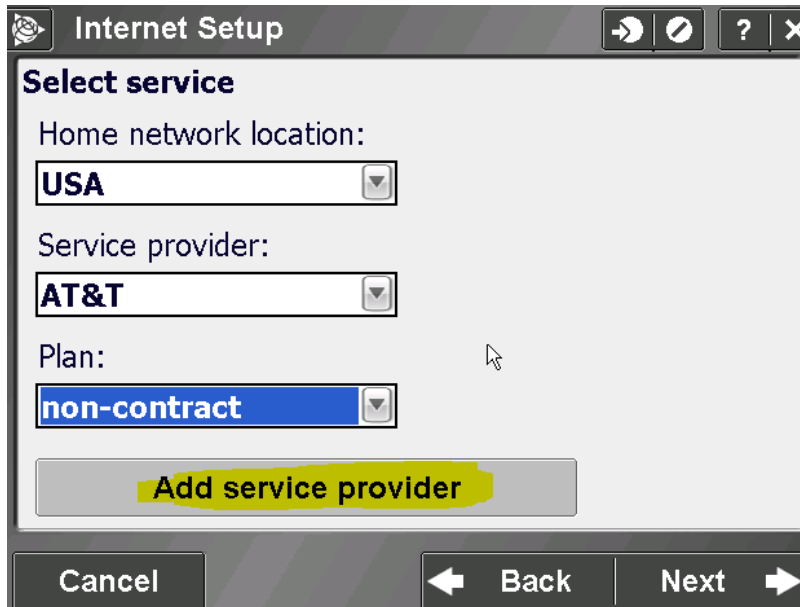 Internet Setup
?
Select service
Home network location:
USA
Service provider:
AT&T
Plan:
non-contract
Add service provider
Cancel
Back
Next